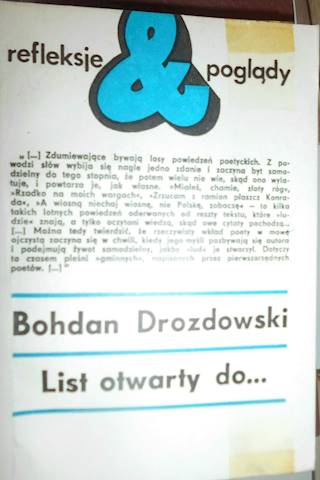 refleksje & poglądy
„ [...] Zdumiewające bywają losy powiedzeń poetyckich. Z po-
wodzi słów wybija się nagle jedno zdanie i zaczyna być samo-
dzielny do tego stopnia, że potem wielu nie wie, skąd ono wyla-
tuje, i powtarza je, jak własne. «Miałeś, chamie, złoty róg»,
«Rzadko na moich wargach», «Zrzucam z ramion płaszcz Konra-
da», «A wiosną niechaj wiosnę, nie Polskę, zobaczę» — to kilka
takich lotnych powiedzeń oderwanych od reszty tekstu, które «lu-
dzie» znają, a tylko oczytani wiedzą, skąd owe cytaty pochodzą...
[...] Można tedy twierdzić, że rzeczywisty wkład poety w mowę
ojczystą zaczyna się w chwili, kiedy jego myśli pozbywają się autora
i podejmują żywot samodzielny, jakby «lud» je stworzył. Dotyczy
to czasem pieśni «gminnych», napisanych przez pierwszorzędnych
poetów. [...] "
Bohdan Drozdowski
List otwarty do...